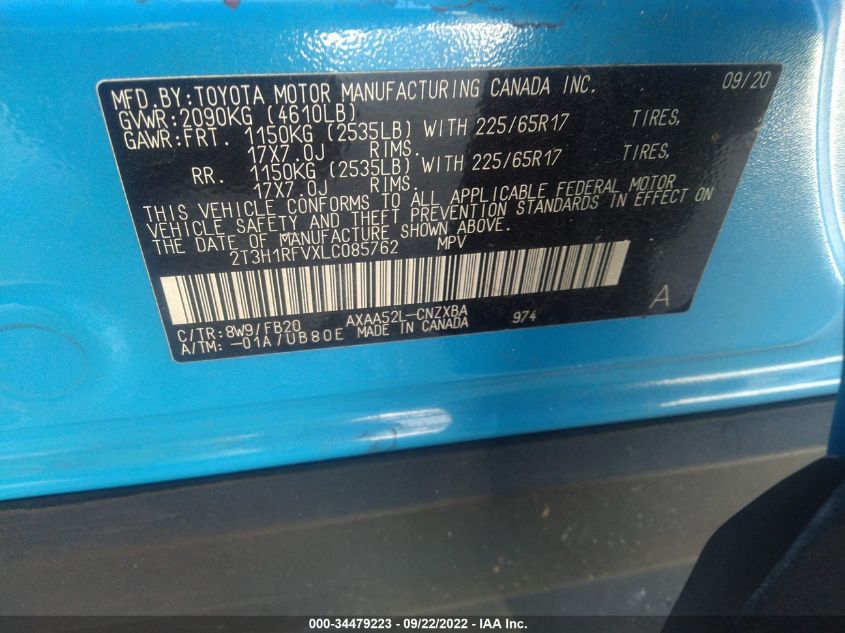 MFD.BY:TOYOTA MOTOR MANUFACTURING CANADA INC. 09/20
GVWR:2090KG (4610LB)
GAWR:FRT. 1150KG (2535LB) WITH 225/65R17 TIRES,
17X7.0J RIMS.
RR. 1150KG (2535LB) WITH 225/65R17 TIRES,
17X7.0J RIMS.
THIS VEHICLE CONFORMS TO ALL APPLICABLE FEDERAL MOTOR
VEHICLE SAFETY AND THEFT PREVENTION STANDARDS IN EFFECT ON
THE DATE OF MANUFACTURE SHOWN ABOVE.
2T3H1RFVXLC085762 MPV
A
C/TR:8W9/FB20 AXAA52L-CNZXBA 974
A/TM:-01A/UB80E MADE IN CANADA
000-34479223 - 09/22/2022 - IAA Inc.